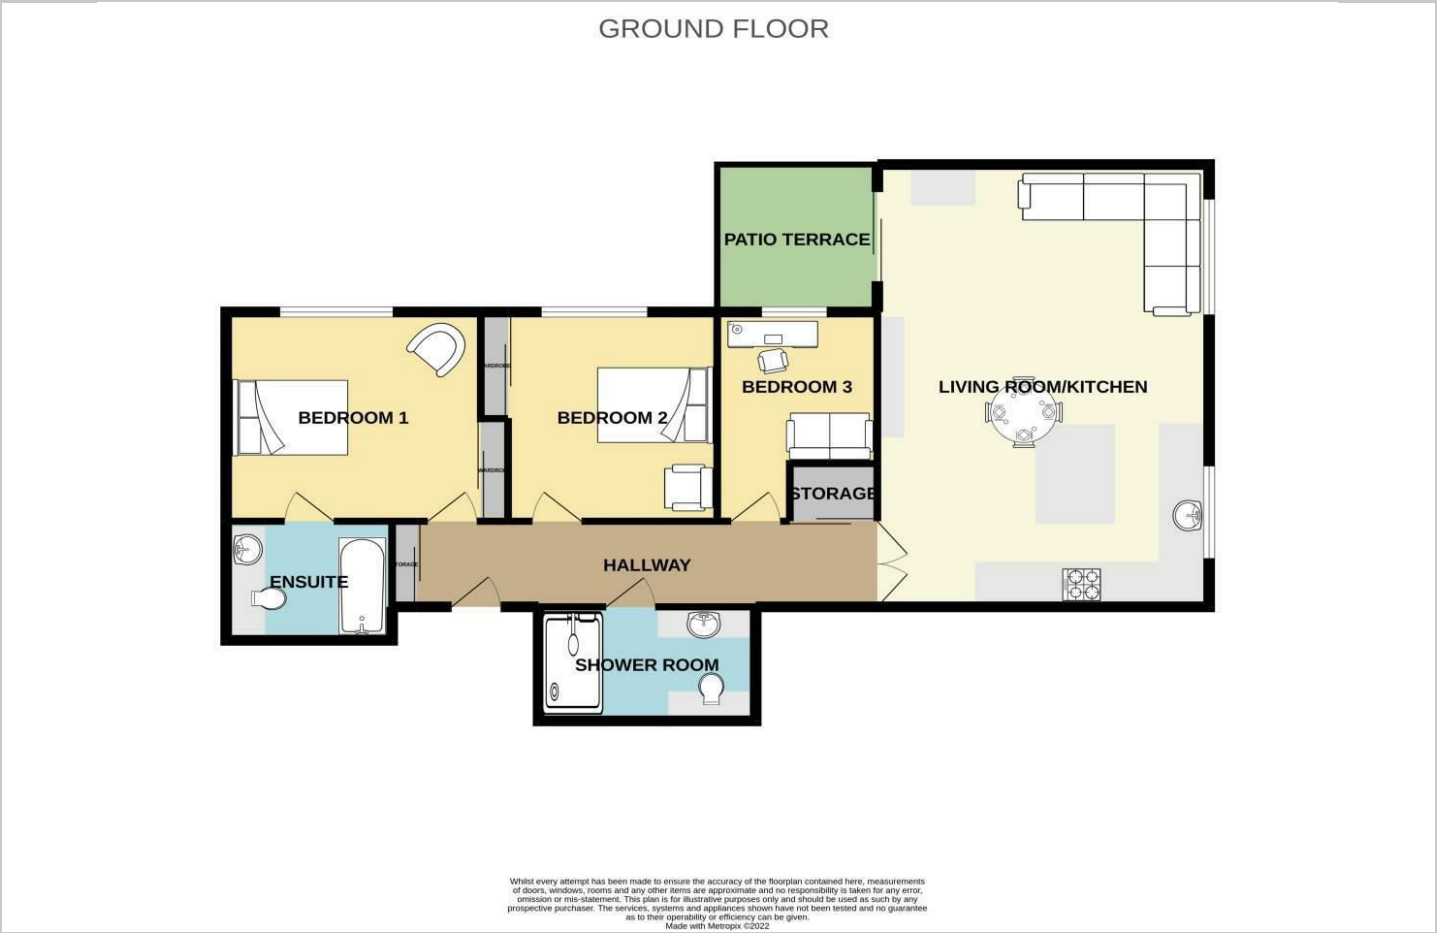 GROUND FLOOR
PATIO TERRACE
BEDROOM 3
LIVING ROOM/KITCHEN
BEDROOM 1
BEDROOM 2
STORAGE
HALLWAY
ENSUITE
SHOWER ROOM
Whilst every attempt has been made to ensure the accuracy of the floorplan contained here, measurements
of doors, windows, rooms and any other items are approximate and no responsibility is taken for any error,
omission or mis-statement. This plan is for illustrative purposes only and should be used as such by any
prospective purchaser. The services, systems and appliances shown have not been tested and no guarantee
as to their operability or efficiency can be given.
Made with Metropix ©2022